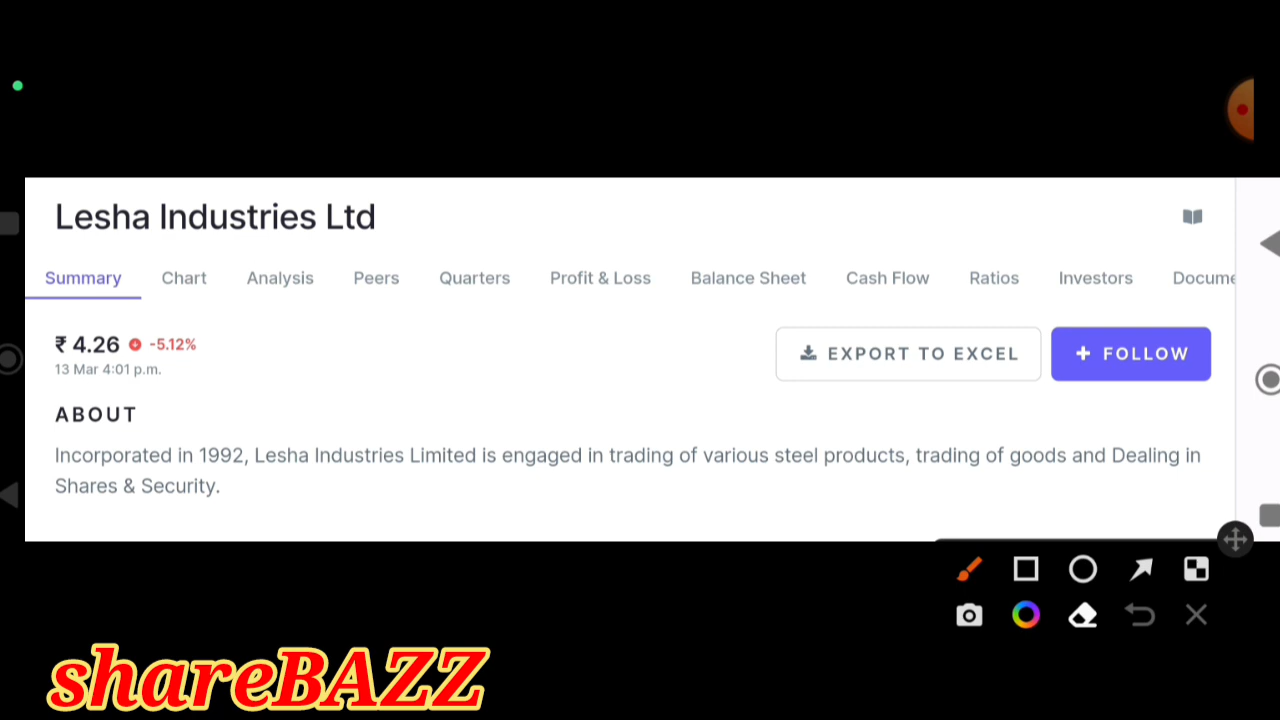 Lesha Industries Ltd
Summary Chart Analysis Peers Quarters Profit & Loss Balance Sheet Cash Flow Ratios Investors Docume
₹ 4.26 -5.12%
13 Mar 4:01 p.m.
EXPORT TO EXCEL
+ FOLLOW
ABOUT
Incorporated in 1992, Lesha Industries Limited is engaged in trading of various steel products, trading of goods and Dealing in
Shares & Security.
shareBAZZ